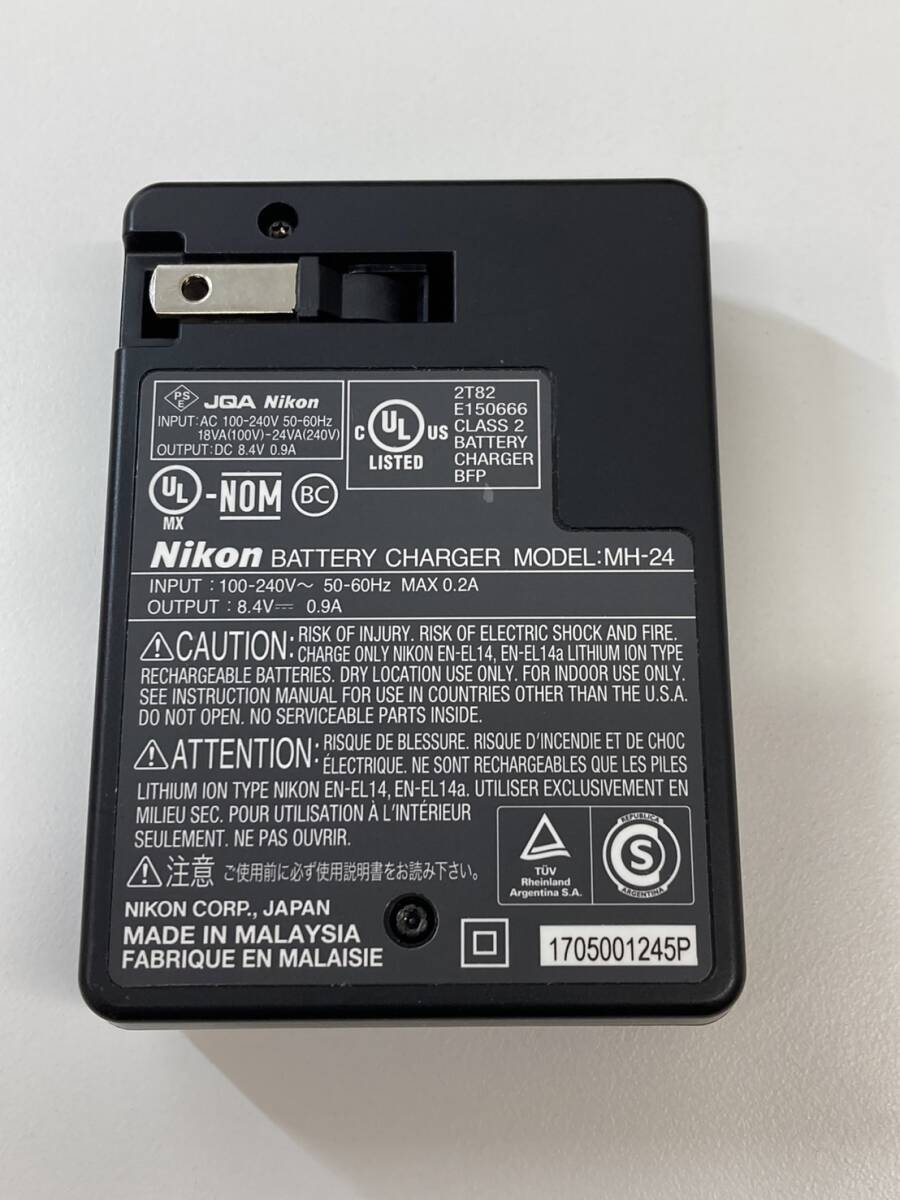 PS
E
JQA Nikon
INPUT:AC 100-240V 50-60Hz
18VA(100V)-24VA(240V)
OUTPUT:DC 8.4V 0.9A
C UL US
LISTED
2T82
E150666
CLASS 2
BATTERY
CHARGER
BFP
UL
MX
-NOM
BC
Nikon BATTERY CHARGER MODEL:MH-24
INPUT : 100-240V～ 50-60Hz MAX 0.2A
OUTPUT : 8.4V⎓ 0.9A
⚠CAUTION: RISK OF INJURY. RISK OF ELECTRIC SHOCK AND FIRE.
CHARGE ONLY NIKON EN-EL14, EN-EL14a LITHIUM ION TYPE
RECHARGEABLE BATTERIES. DRY LOCATION USE ONLY. FOR INDOOR USE ONLY.
SEE INSTRUCTION MANUAL FOR USE IN COUNTRIES OTHER THAN THE U.S.A.
DO NOT OPEN. NO SERVICEABLE PARTS INSIDE.
⚠ATTENTION: RISQUE DE BLESSURE. RISQUE D'INCENDIE ET DE CHOC
ÉLECTRIQUE. NE SONT RECHARGEABLES QUE LES PILES
LITHIUM ION TYPE NIKON EN-EL14, EN-EL14a. UTILISER EXCLUSIVEMENT EN
MILIEU SEC. POUR UTILISATION À L'INTÉRIEUR
SEULEMENT. NE PAS OUVRIR.
⚠注意 ご使用前に必ず使用説明書をお読み下さい。
TÜV
Rheinland
Argentina S.A.
REPUBLICA
S
ARGENTINA
NIKON CORP., JAPAN
MADE IN MALAYSIA
FABRIQUE EN MALAISIE
1705001245P